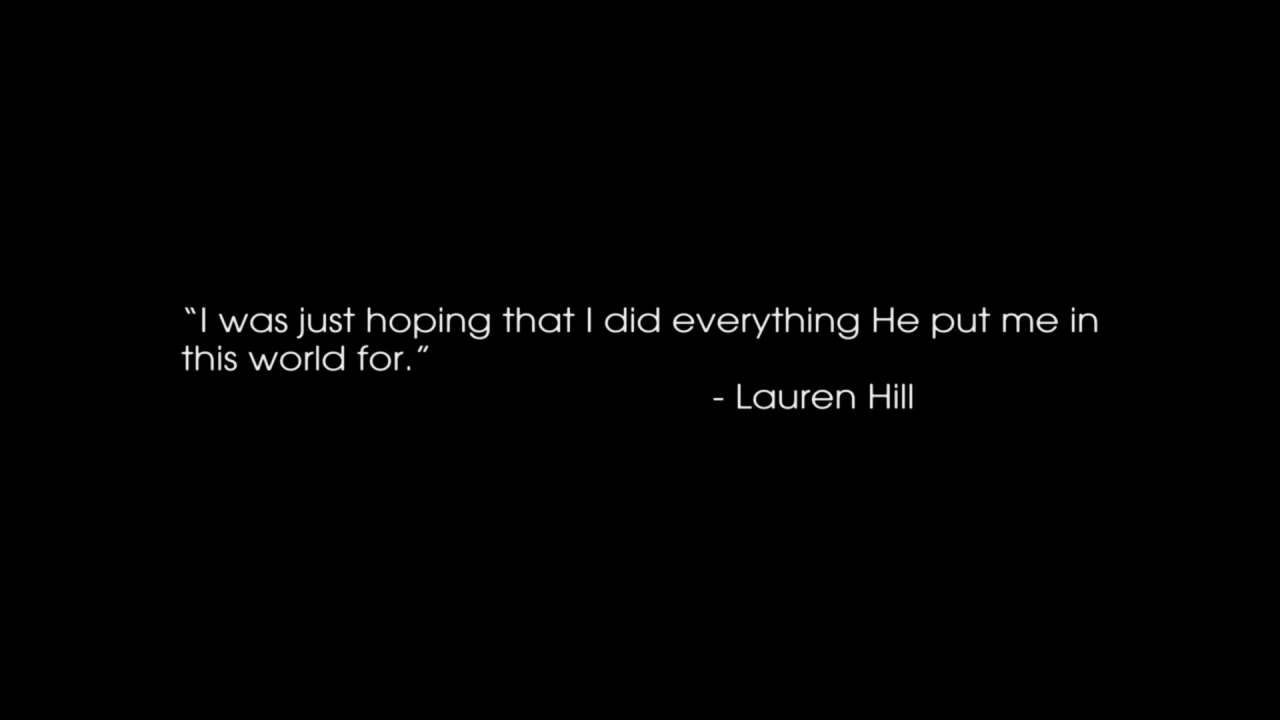 “I was just hoping that I did everything He put me in
this world for.”
- Lauren Hill